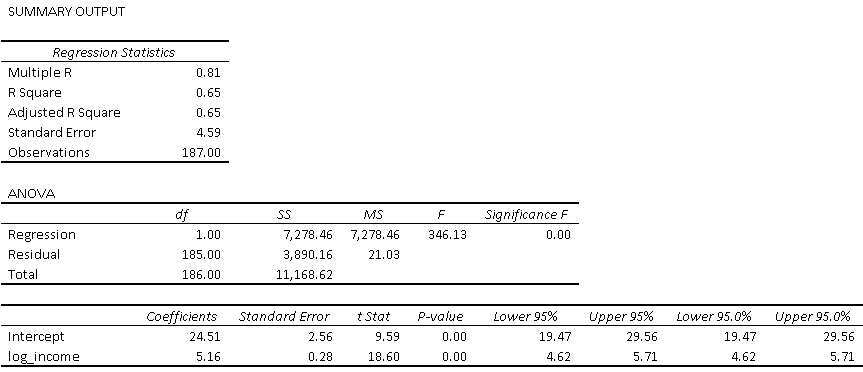 SUMMARY OUTPUT
Regression Statistics
Multiple R 0.81
R Square 0.65
Adjusted R Square 0.65
Standard Error 4.59
Observations 187.00
ANOVA
df SS MS F Significance F
Regression 1.00 7,278.46 7,278.46 346.13 0.00
Residual 185.00 3,890.16 21.03
Total 186.00 11,168.62
Coefficients Standard Error t Stat P-value Lower 95% Upper 95% Lower 95.0% Upper 95.0%
Intercept 24.51 2.56 9.59 0.00 19.47 29.56 19.47 29.56
log_income 5.16 0.28 18.60 0.00 4.62 5.71 4.62 5.71